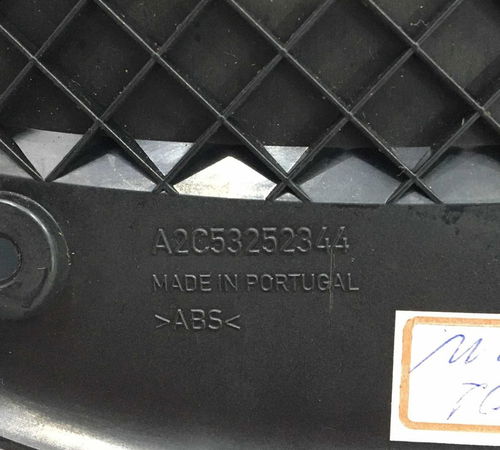 A2C53252344
MADE IN PORTUGAL
>ABS<